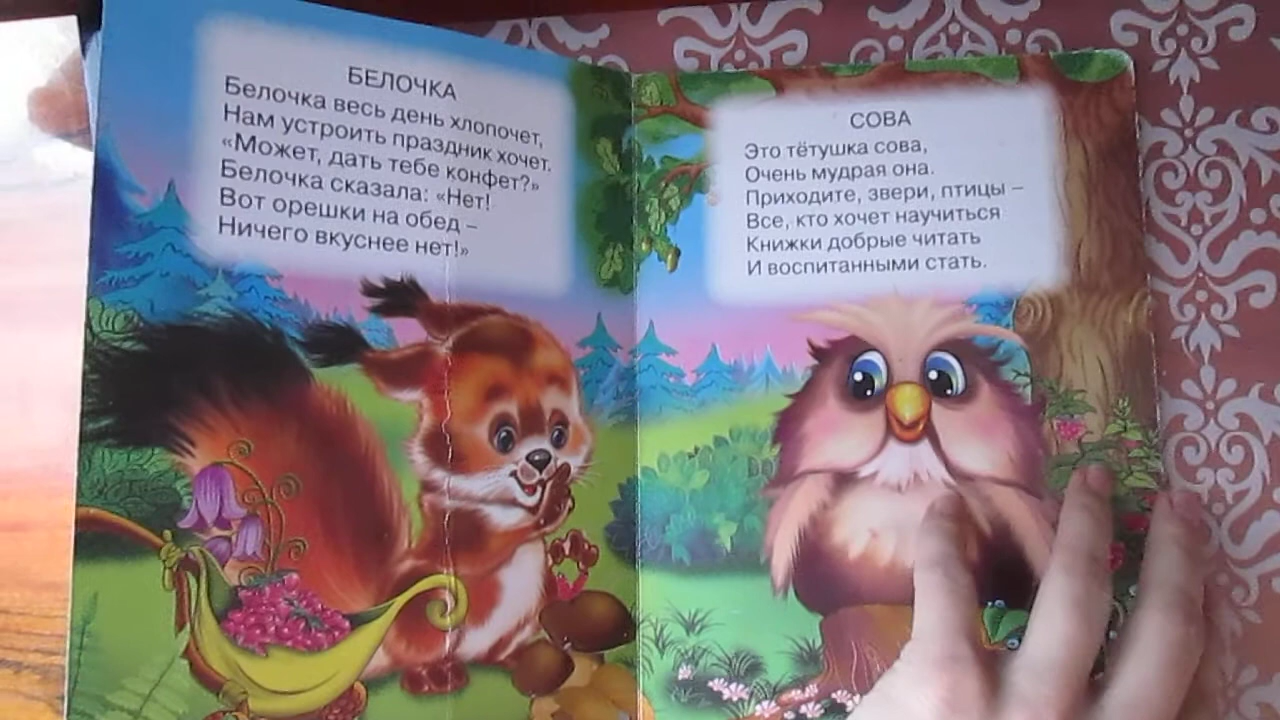 БЕЛОЧКА
Белочка весь день хлопочет,
Нам устроить праздник хочет.
«Может, дать тебе конфет?»
Белочка сказала: «Нет!
Вот орешки на обед –
Ничего вкуснее нет!»
СОВА
Это тётушка сова,
Очень мудрая она.
Приходите, звери, птицы –
Все, кто хочет научиться
Книжки добрые читать
И воспитанными стать.